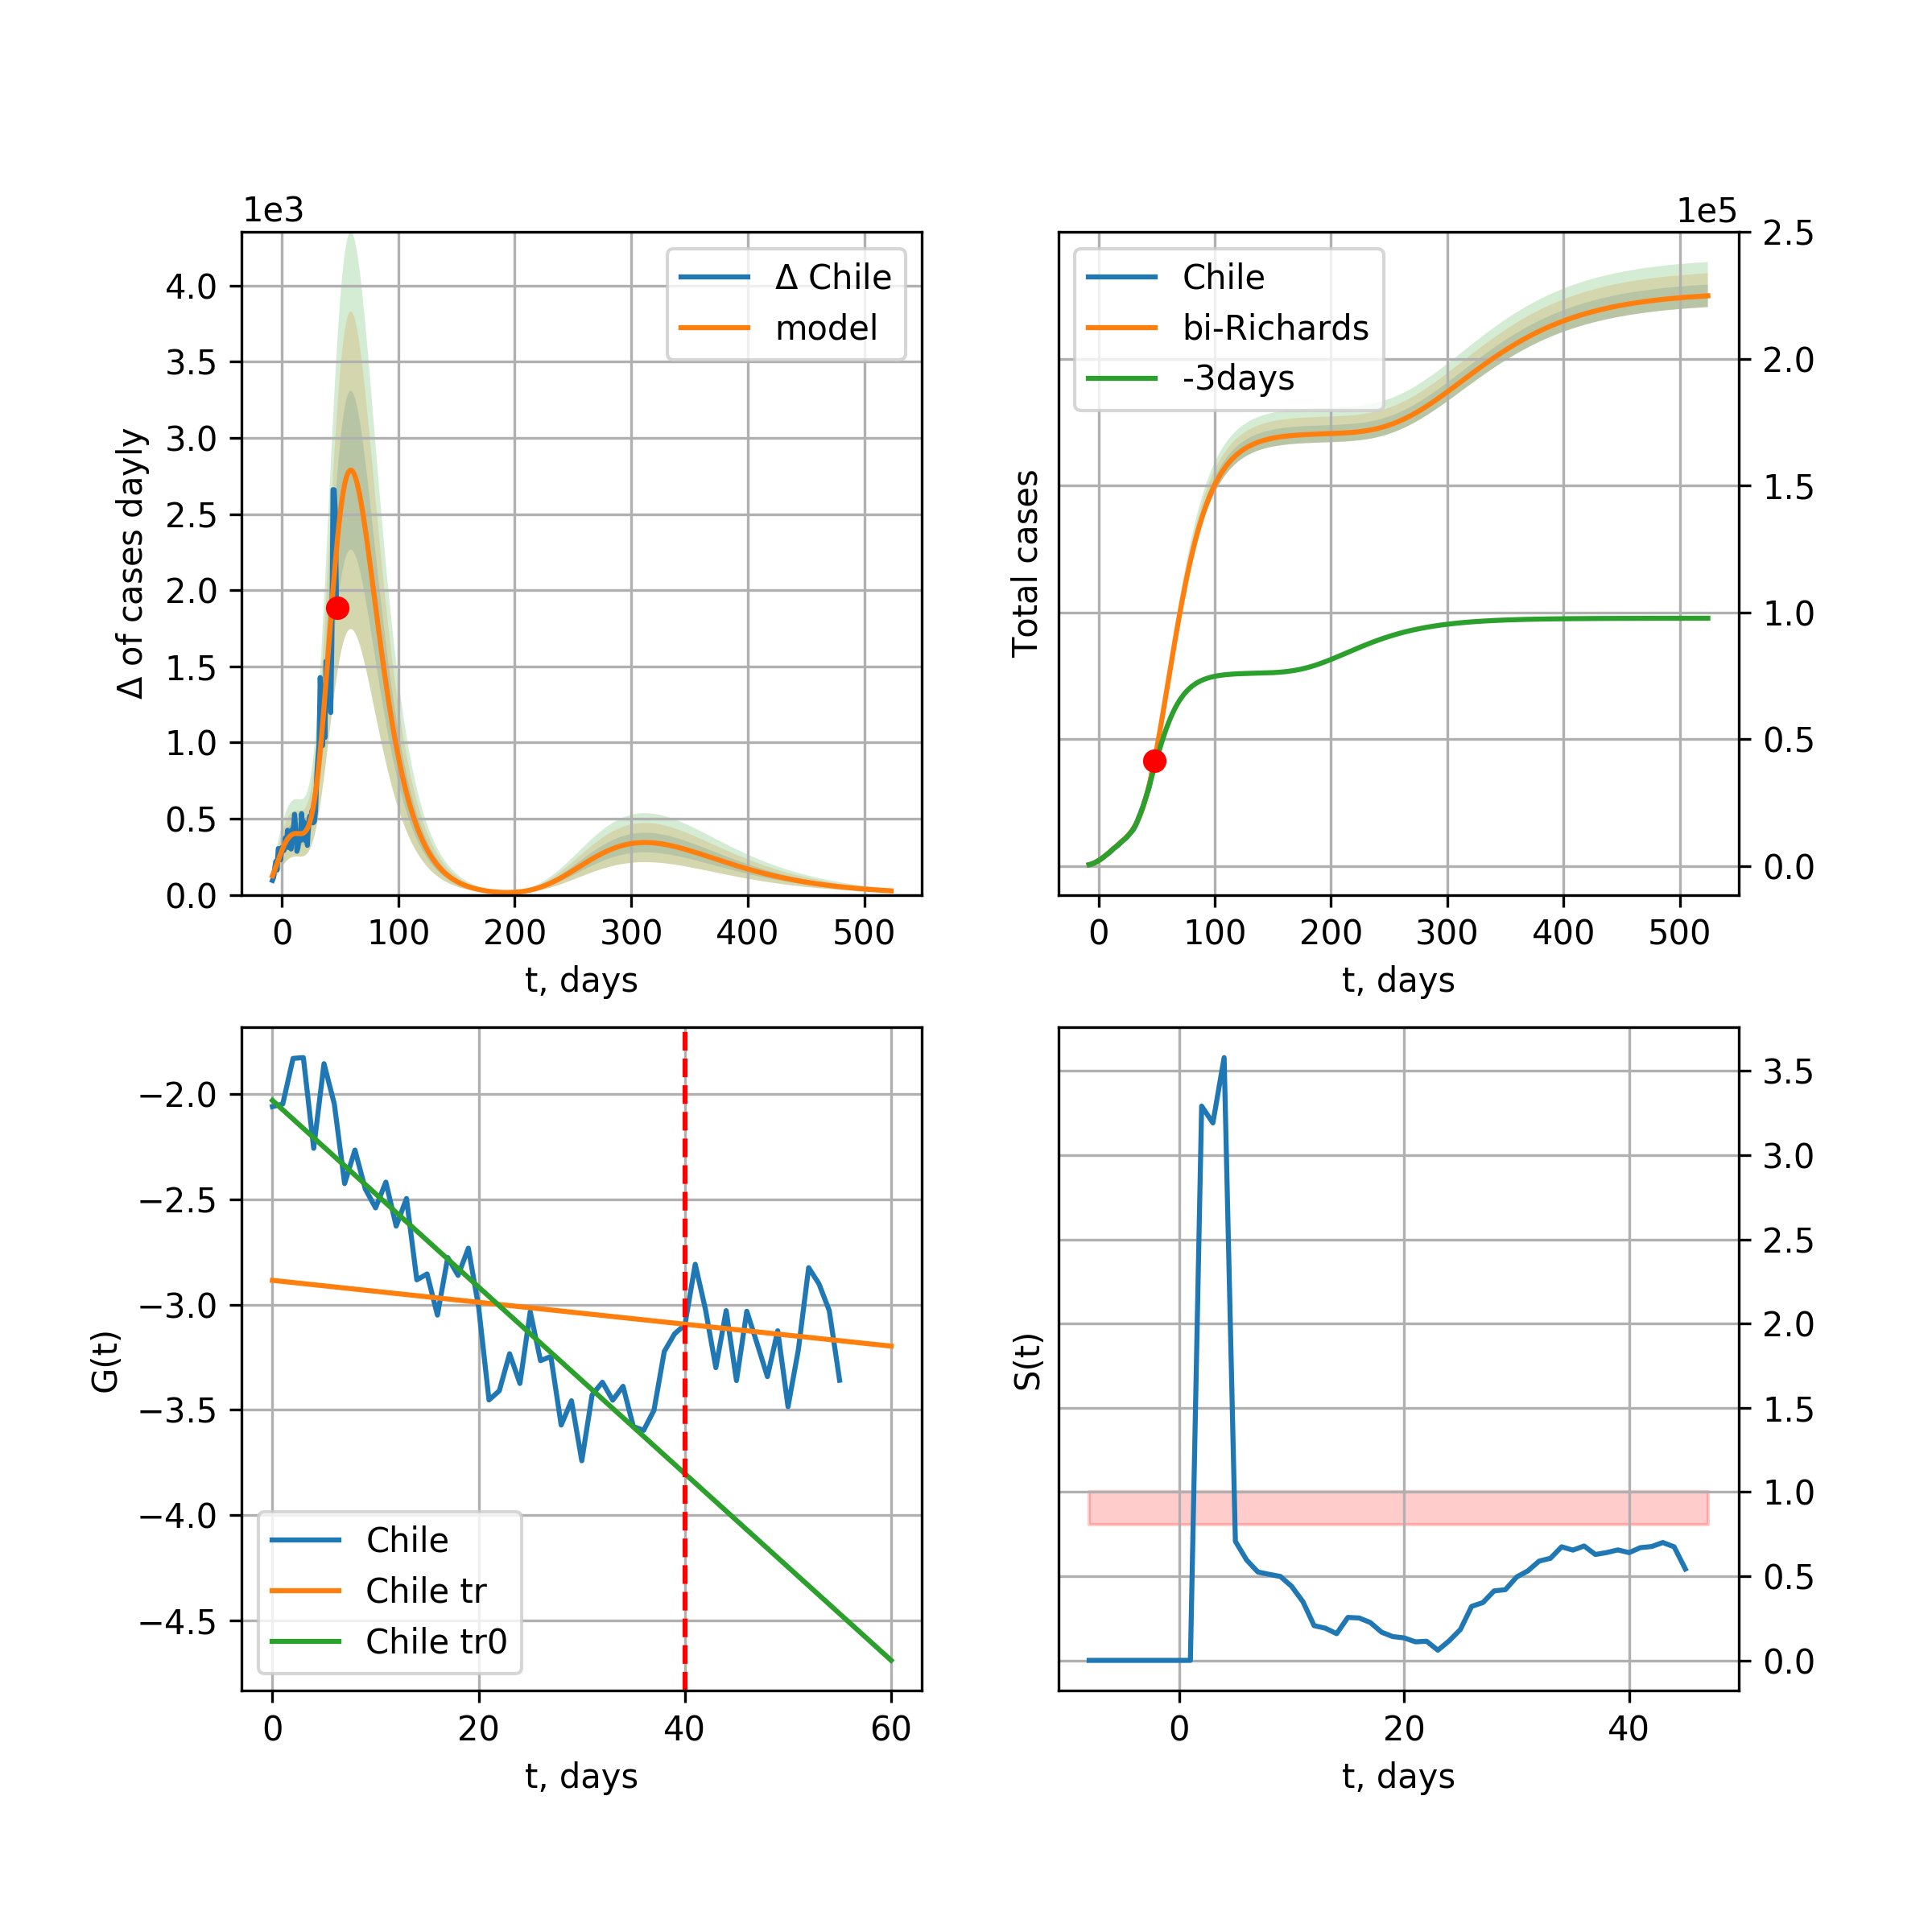 1e3
Δ of cases dayly
4.0
3.5
3.0
2.5
2.0
1.5
1.0
0.5
0.0
Δ Chile
model
0 100 200 300 400 500
t, days
1e5
Total cases
Chile
bi-Richards
-3days
2.5
2.0
1.5
1.0
0.5
0.0
0 100 200 300 400 500
t, days
G(t)
−2.0
−2.5
−3.0
−3.5
−4.0
−4.5
Chile
Chile tr
Chile tr0
0 20 40 60
t, days
S(t)
3.5
3.0
2.5
2.0
1.5
1.0
0.5
0.0
0 20 40
t, days